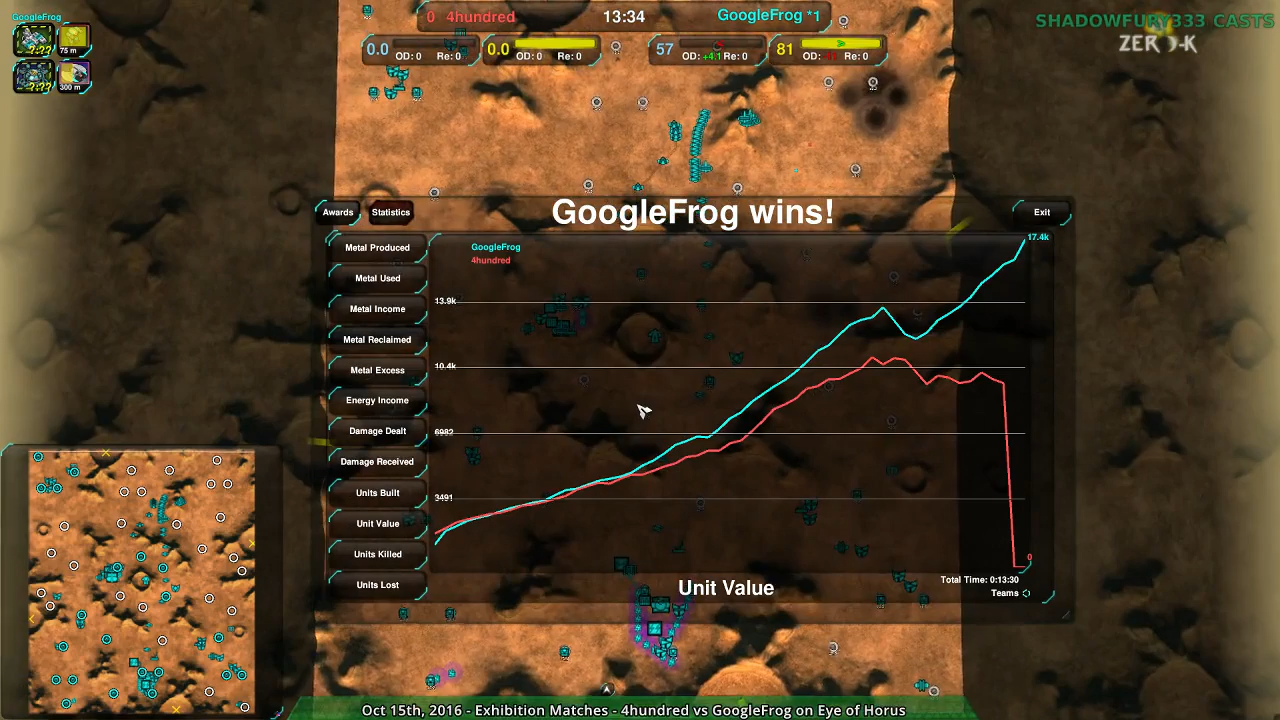 GoogleFrog
?:??
75 m
?:??
300 m
0 4hundred
13:34
GoogleFrog *1
0.0
OD: 0 Re: 0
0.0
OD: 0 Re: 0
57
OD: +4.1 Re: 0
81
OD: Re: 0
SHADOWFURY333 CASTS
ZERO-K
Awards
Statistics
GoogleFrog wins!
Exit
Metal Produced
Metal Used
Metal Income
Metal Reclaimed
Metal Excess
Energy Income
Damage Dealt
Damage Received
Units Built
Unit Value
Units Killed
Units Lost
GoogleFrog
4hundred
17.4k
13.9k
10.4k
6982
3491
0
Unit Value
Total Time: 0:13:30
Teams
Oct 15th, 2016 - Exhibition Matches - 4hundred vs GoogleFrog on Eye of Horus